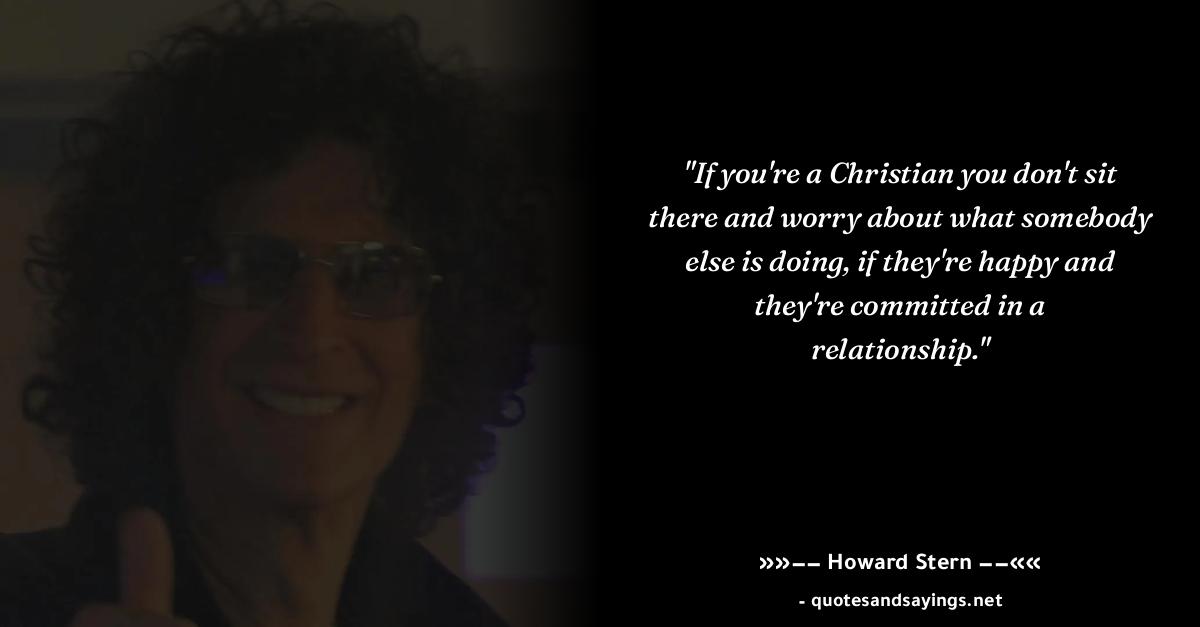 "If you're a Christian you don't sit
there and worry about what somebody
else is doing, if they're happy and
they're committed in a
relationship."
»»–– Howard Stern ––««
- quotesandsayings.net